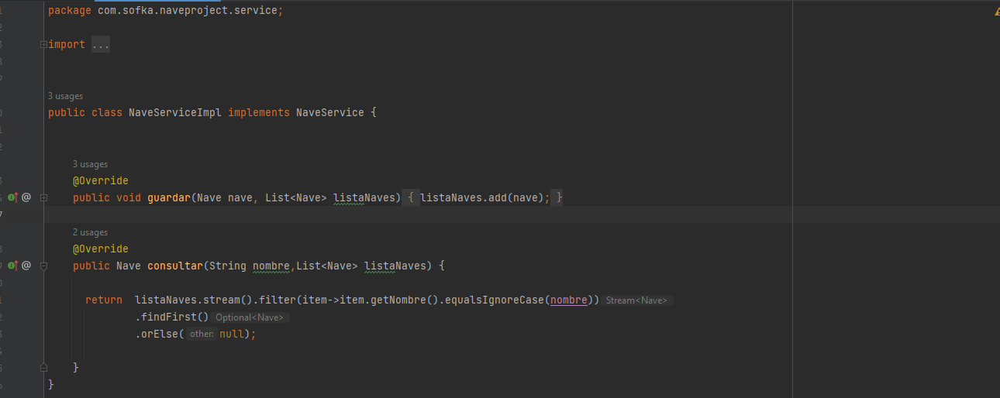 package com.sofka.naveproject.service;
import ...
3 usages
public class NaveServiceImpl implements NaveService {
3 usages
@Override
public void guardar(Nave nave, List<Nave> listaNaves) { listaNaves.add(nave); }
2 usages
@Override
public Nave consultar(String nombre,List<Nave> listaNaves) {
return  listaNaves.stream().filter(item->item.getNombre().equalsIgnoreCase(nombre)) Stream<Nave>
.findFirst() Optional<Nave>
.orElse( other: null);
}
}